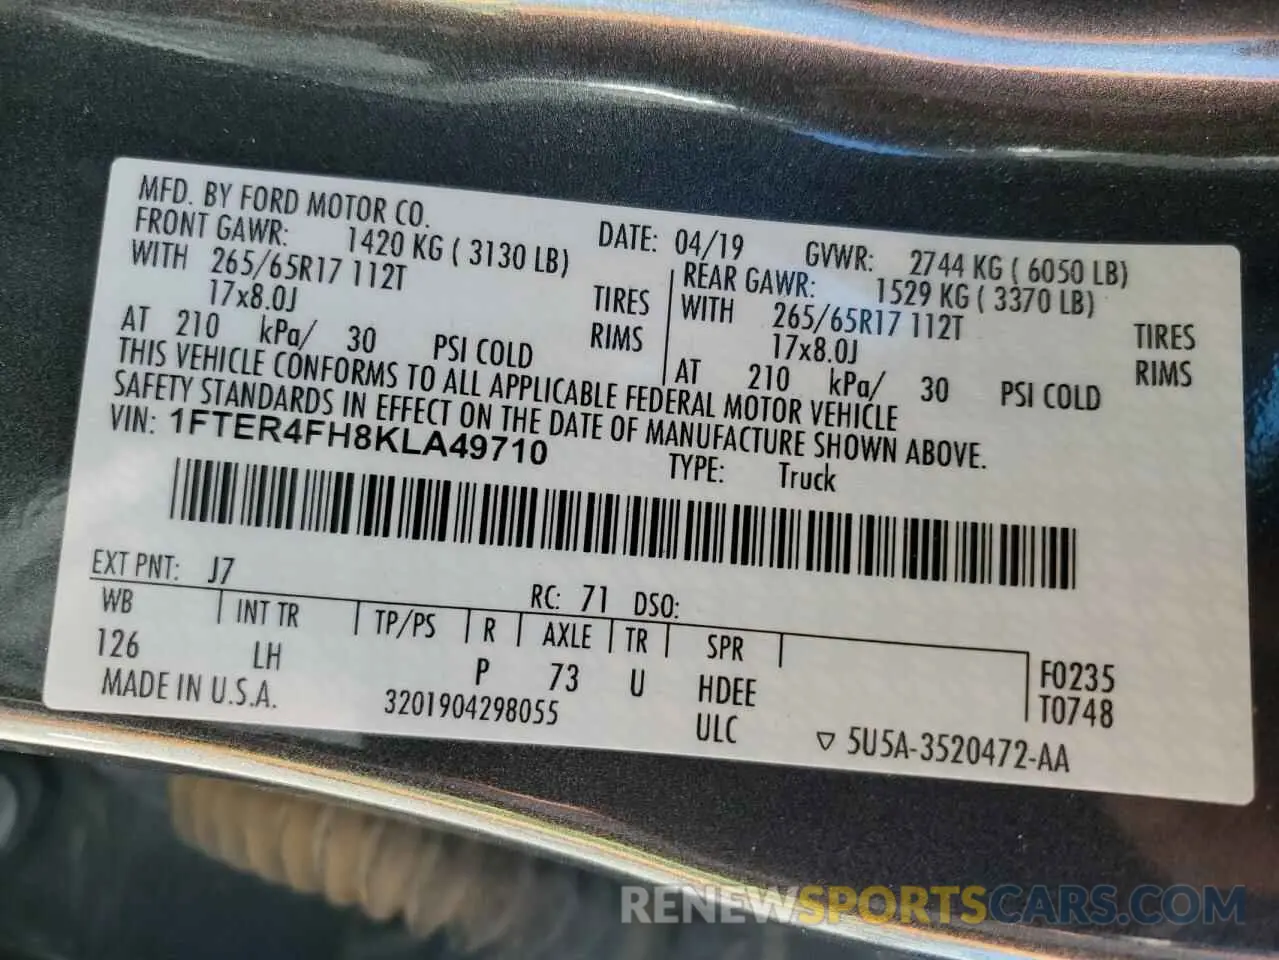 MFD. BY FORD MOTOR CO.
DATE: 04/19 GVWR: 2744 KG ( 6050 LB)
FRONT GAWR: 1420 KG ( 3130 LB)
WITH 265/65R17 112T TIRES
17x8.0J RIMS
AT 210 kPa/ 30 PSI COLD
REAR GAWR: 1529 KG ( 3370 LB)
WITH 265/65R17 112T TIRES
17x8.0J RIMS
AT 210 kPa/ 30 PSI COLD
THIS VEHICLE CONFORMS TO ALL APPLICABLE FEDERAL MOTOR VEHICLE
SAFETY STANDARDS IN EFFECT ON THE DATE OF MANUFACTURE SHOWN ABOVE.
VIN: 1FTER4FH8KLA49710 TYPE: Truck
EXT PNT: J7 RC: 71 DSO:
WB INT TR TP/PS R AXLE TR SPR
126 LH P 73 U HDEE
ULC
F0235
T0748
MADE IN U.S.A. 3201904298055
▽ 5U5A-3520472-AA
RENEWSPORTSCARS.COM